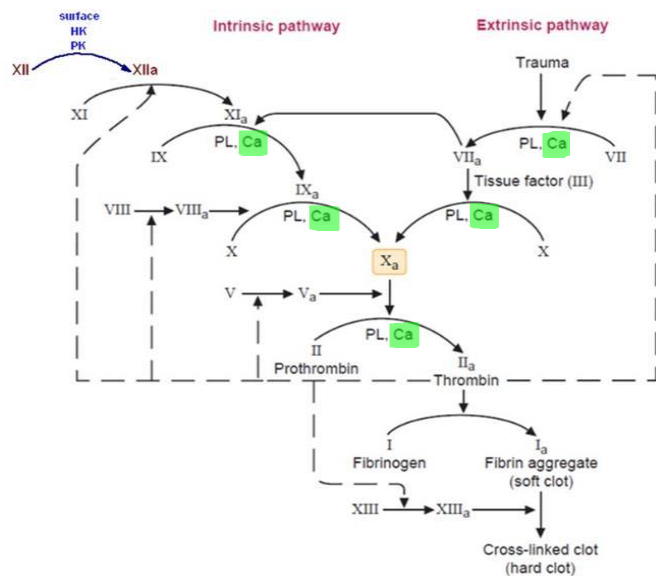 surface
HK
PK
Intrinsic pathway
Extrinsic pathway
XII
XIIa
Trauma
XI
XIa
PL, Ca
PL, Ca
IX
VIIa
VII
IXa
Tissue factor (III)
VIII
VIIIa
PL, Ca
PL, Ca
X
X
Xa
V
Va
PL, Ca
II
Prothrombin
IIa
Thrombin
I
Fibrinogen
Ia
Fibrin aggregate
(soft clot)
XIII
XIIIa
Cross-linked clot
(hard clot)